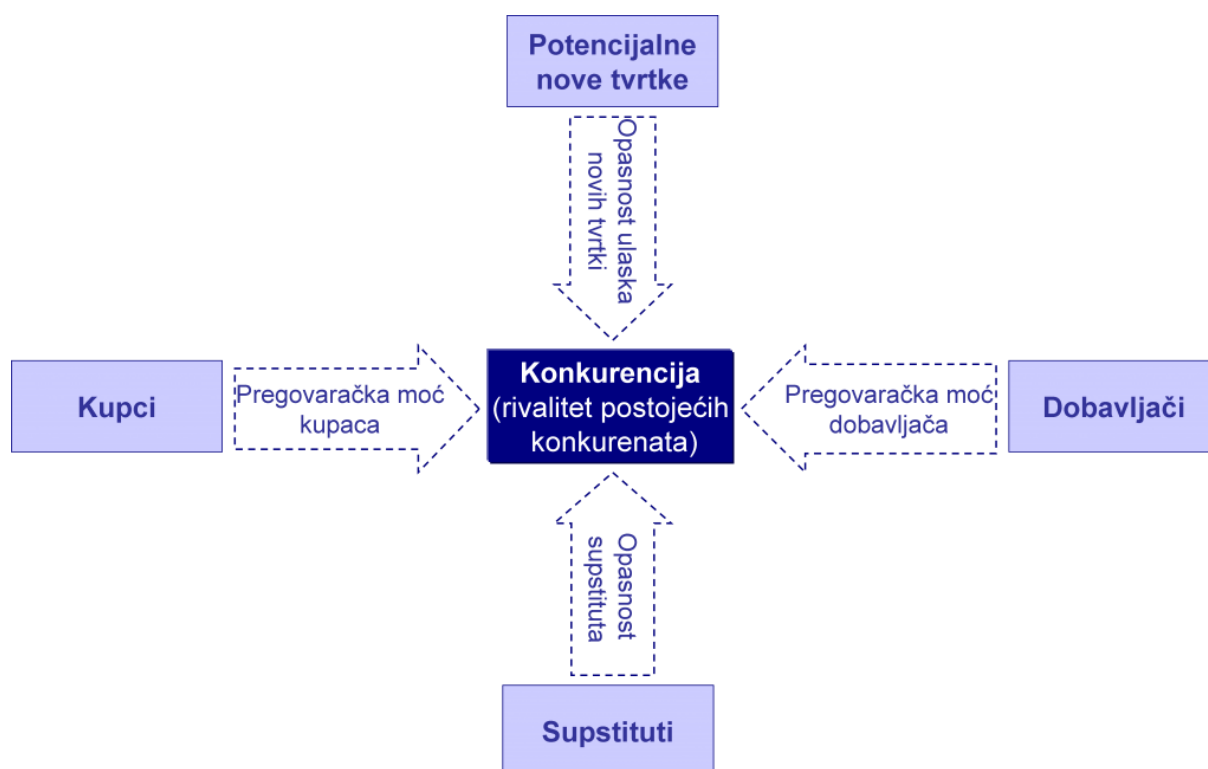 Potencijalne
nove tvrtke
Opasnost ulaska
novih tvrtki
Kupci
Pregovaračka moć
kupaca
Konkurencija
(rivalitet postojećih
konkurenata)
Pregovaračka moć
dobavljača
Dobavljači
Opasnost
supstituta
Supstituti